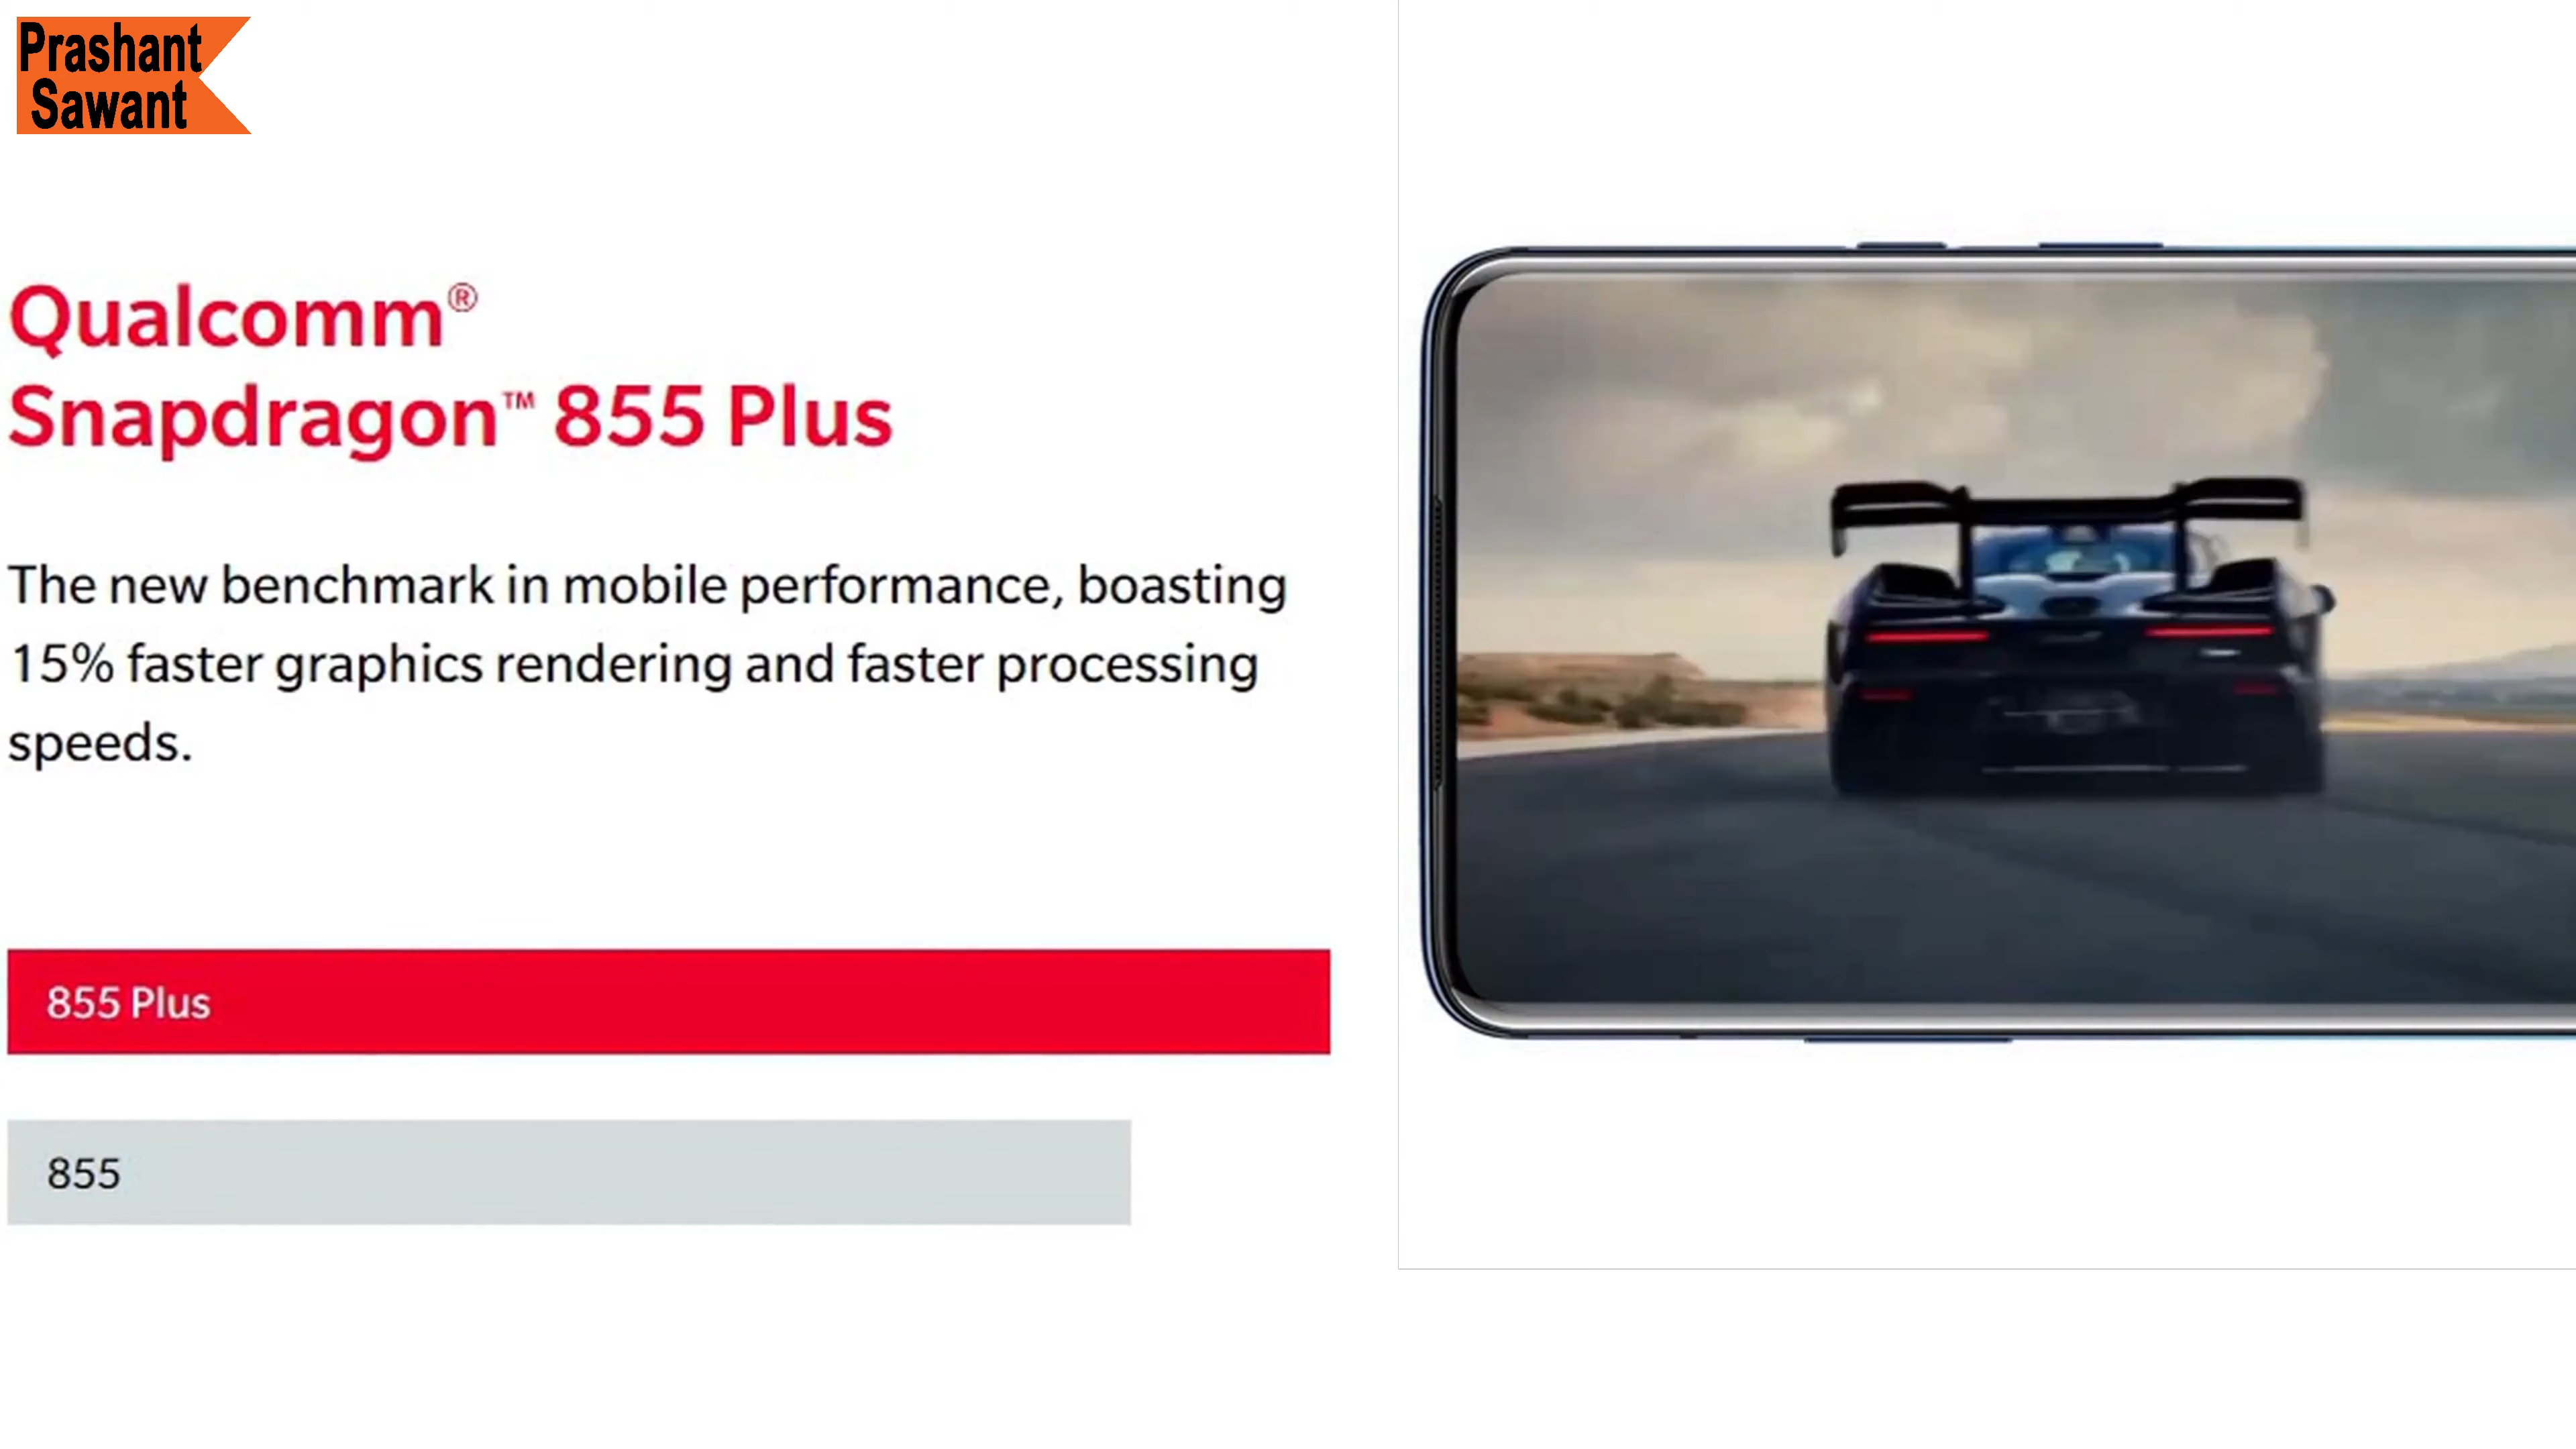 Prashant
Sawant
Qualcomm®
Snapdragon™ 855 Plus
The new benchmark in mobile performance, boasting
15% faster graphics rendering and faster processing
speeds.
855 Plus
855